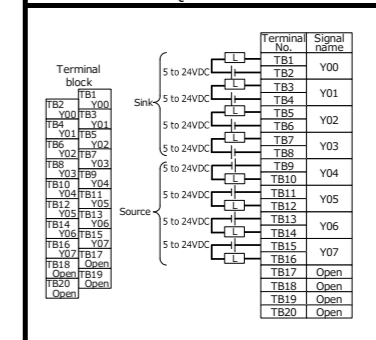 Terminal
block
TB1
TB2 Y00
Y00 TB3
TB4 Y01
Y01 TB5
TB6 Y02
Y02 TB7
TB8 Y03
Y03 TB9
TB10 Y04
Y04 TB11
TB12 Y05
Y05 TB13
TB14 Y06
Y06 TB15
TB16 Y07
Y07 TB17
TB18 Open
Open TB19
TB20 Open
Open
Sink
Source
L
5 to 24VDC
L
5 to 24VDC
L
5 to 24VDC
L
5 to 24VDC
5 to 24VDC
L
5 to 24VDC
L
5 to 24VDC
L
5 to 24VDC
L
Terminal No. Signal name
TB1 Y00
TB2
TB3 Y01
TB4
TB5 Y02
TB6
TB7 Y03
TB8
TB9 Y04
TB10
TB11 Y05
TB12
TB13 Y06
TB14
TB15 Y07
TB16
TB17 Open
TB18 Open
TB19 Open
TB20 Open